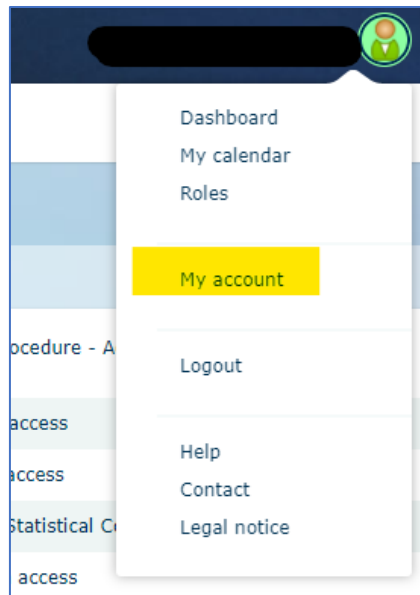 Dashboard
My calendar
Roles
My account
ocedure - A
Logout
access
Help
access
Contact
Statistical Co
Legal notice
access